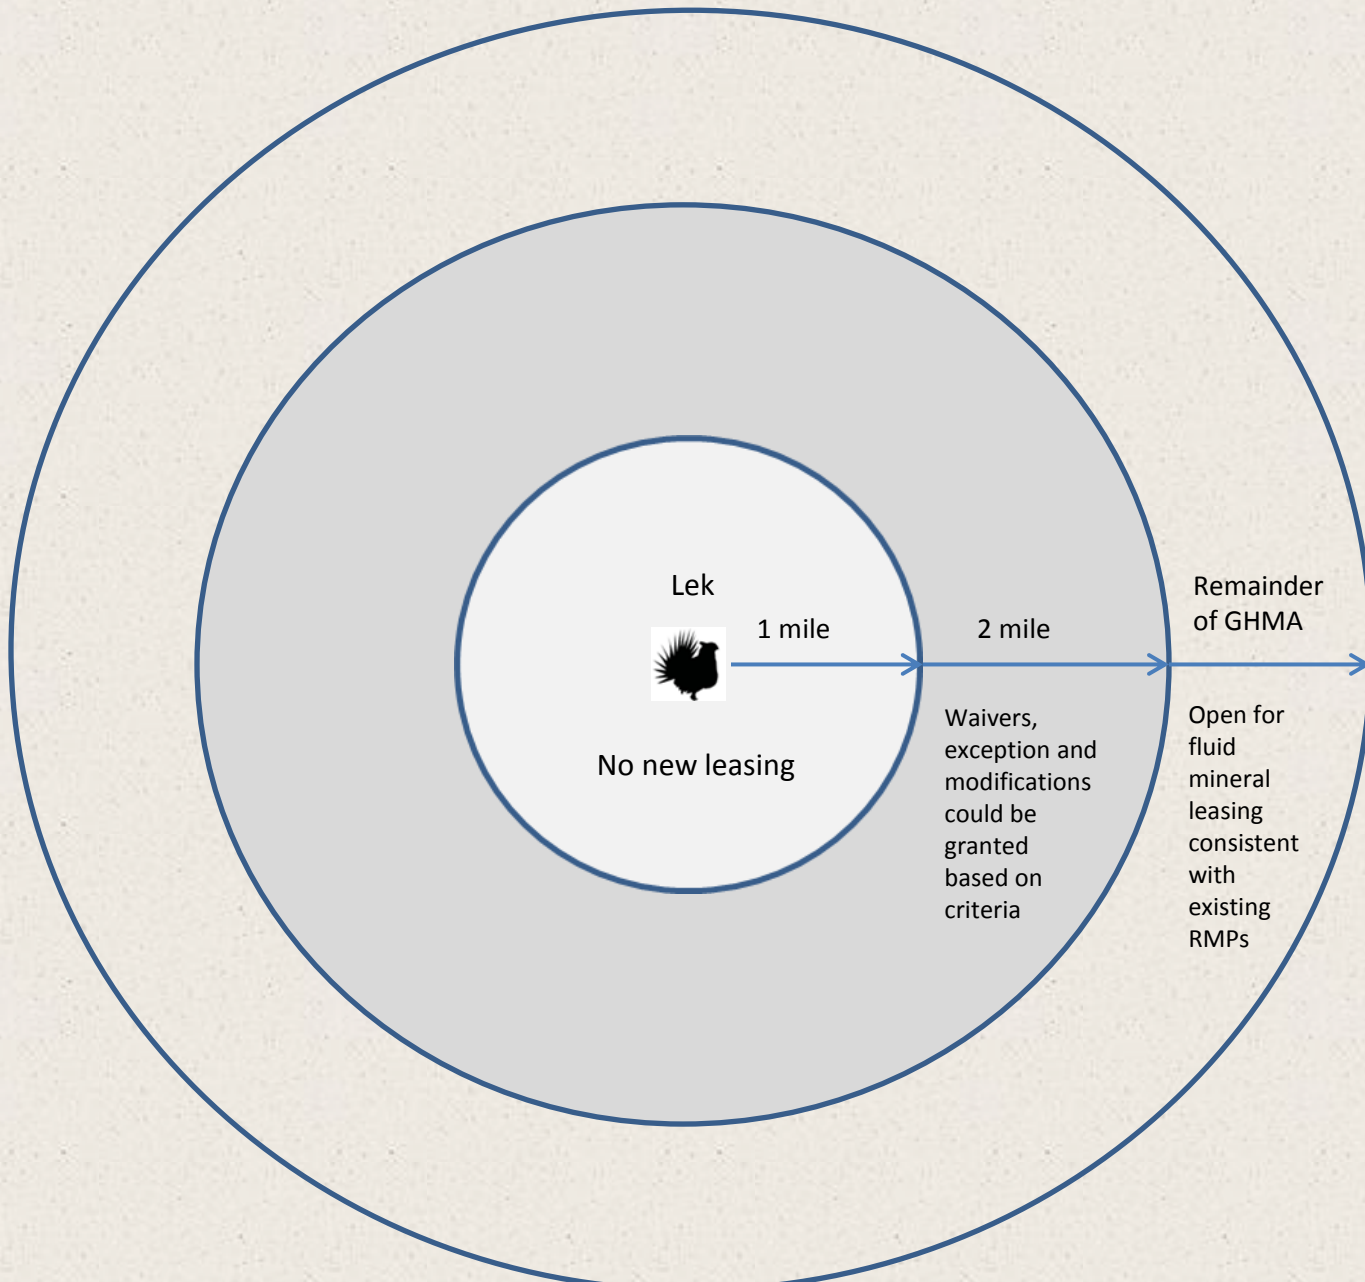 Lek
1 mile
2 mile
Remainder
of GHMA
No new leasing
Waivers,
exception and
modifications
could be
granted
based on
criteria
Open for
fluid
mineral
leasing
consistent
with
existing
RMPs